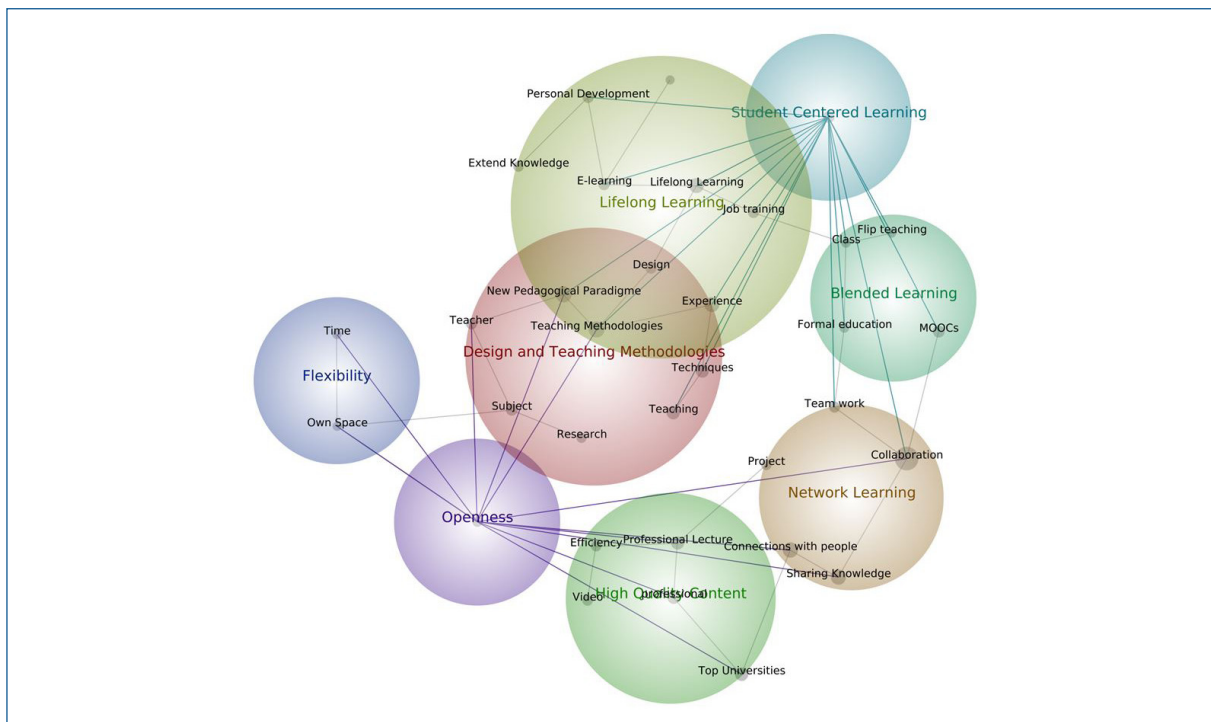 Personal Development
Student Centered Learning
Extend Knowledge
E-learning
Lifelong Learning
Lifelong Learning
Job training
Flip teaching
Class
Design
New Pedagogical Paradigme
Blended Learning
Experience
Teacher
Teaching Methodologies
Formal education
MOOCs
Time
Design and Teaching Methodologies
Flexibility
Techniques
Subject
Teaching
Team work
Own Space
Research
Collaboration
Project
Network Learning
Openness
Efficiency
Professional Lecture
Connections with people
Sharing Knowledge
High Quality Content
professional
Video
Top Universities